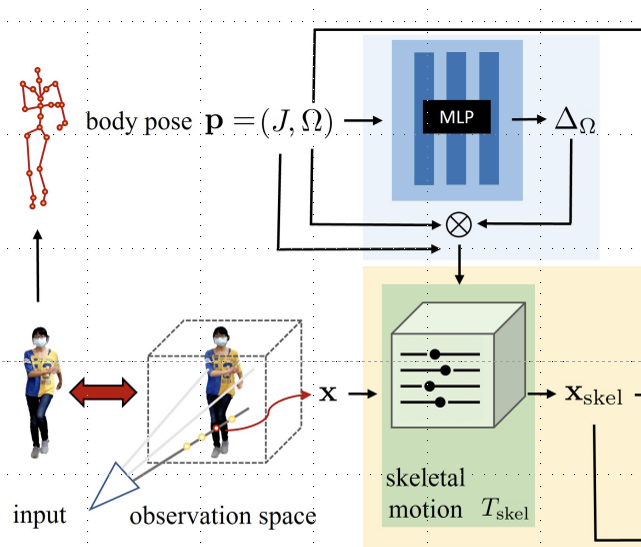 body pose p = (J, Ω)
MLP
Δ_Ω
x
x_skel
skeletal
motion T_skel
input
observation space